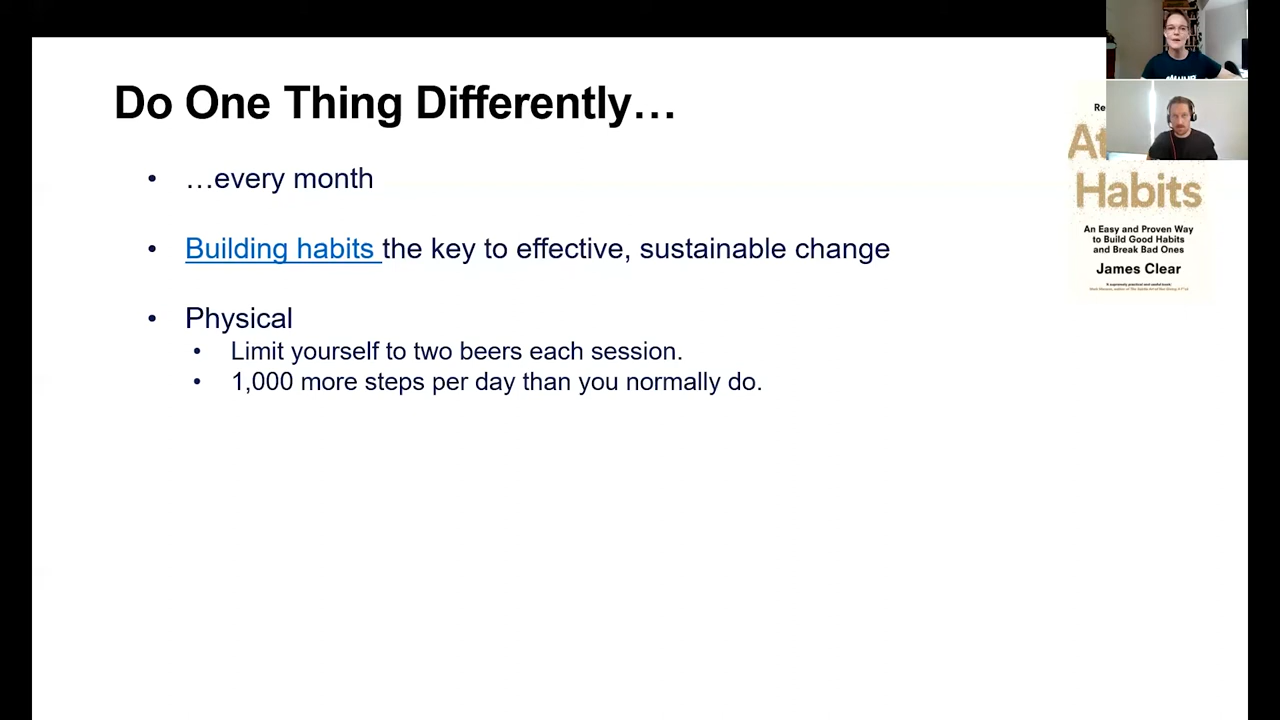 Do One Thing Differently…
• …every month
• Building habits the key to effective, sustainable change
• Physical
• Limit yourself to two beers each session.
• 1,000 more steps per day than you normally do.
Re
At
Habits
An Easy and Proven Way
to Build Good Habits
and Break Bad Ones
James Clear